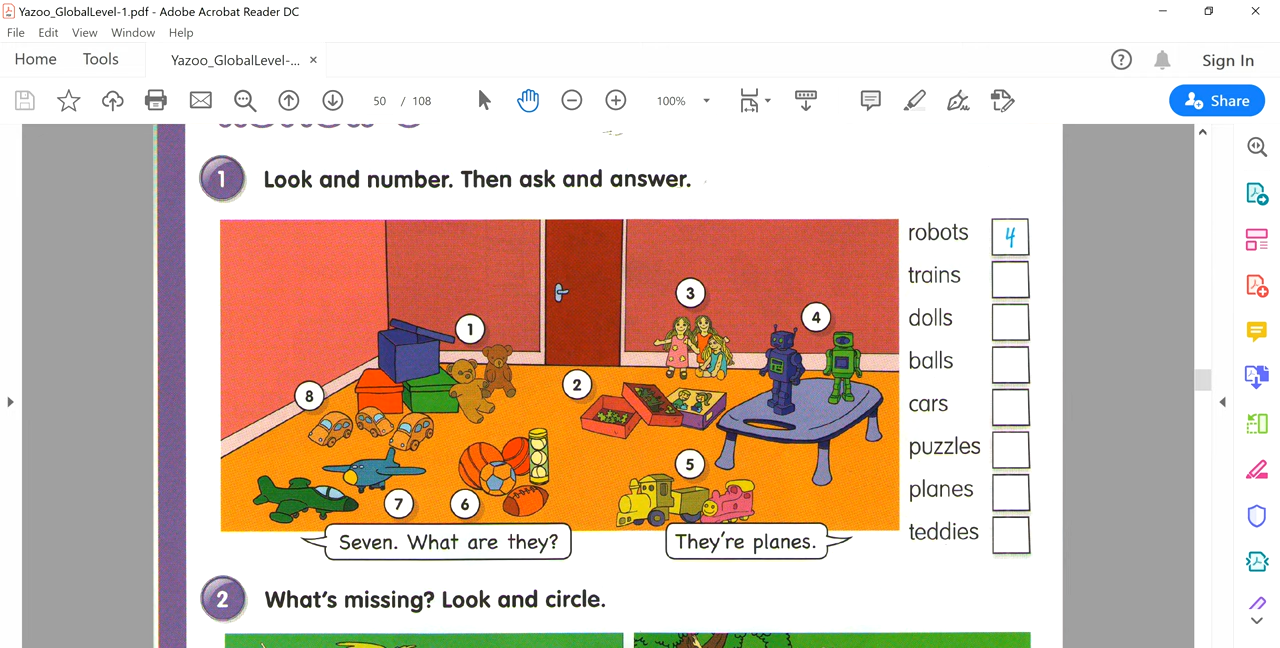 Yazoo_GlobalLevel-1.pdf - Adobe Acrobat Reader DC
File Edit View Window Help
Home Tools Yazoo_GlobalLevel-... × Sign In
50 / 108 100% Share
1 Look and number. Then ask and answer.
robots 4
trains
dolls
balls
cars
puzzles
planes
teddies
1
2
3
4
5
6
7
8
Seven. What are they?
They're planes.
2 What's missing? Look and circle.